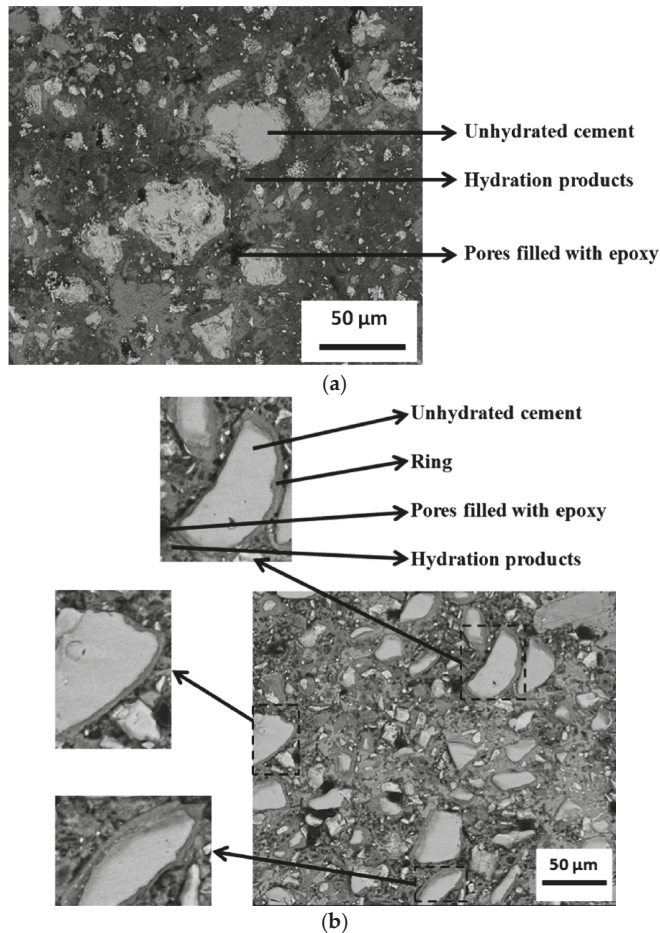 Unhydrated cement
Hydration products
Pores filled with epoxy
50 μm
(a)
Unhydrated cement
Ring
Pores filled with epoxy
Hydration products
50 μm
(b)